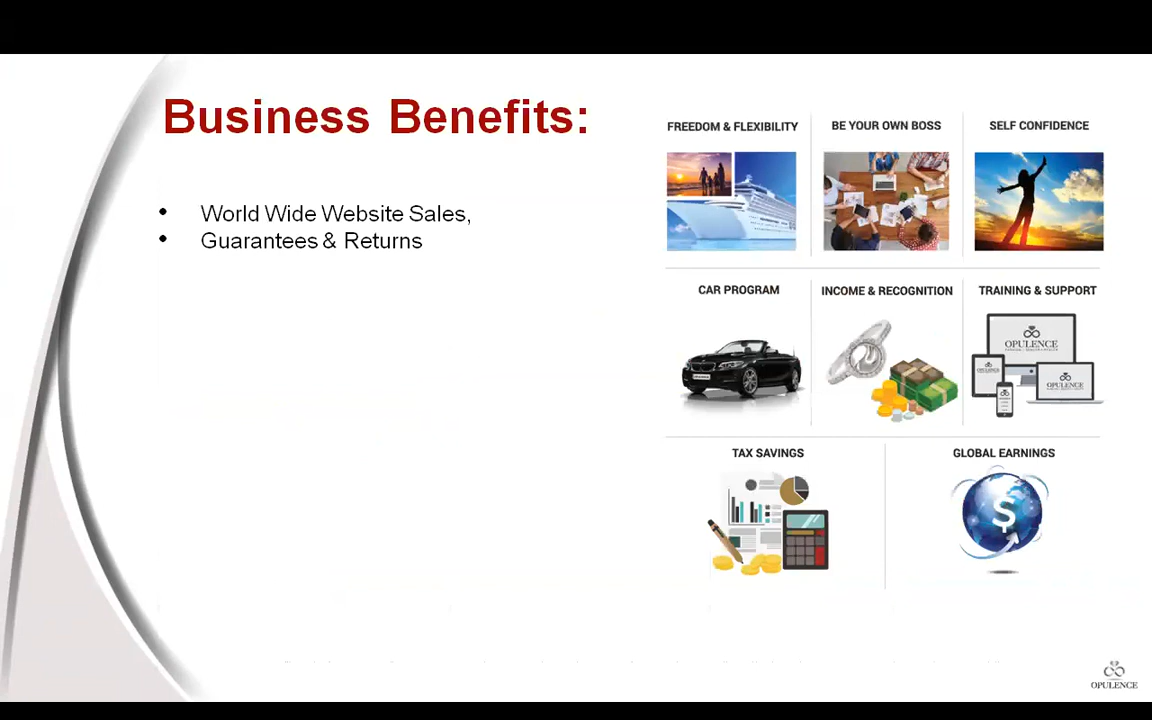 Business Benefits:
• World Wide Website Sales,
• Guarantees & Returns
FREEDOM & FLEXIBILITY
BE YOUR OWN BOSS
SELF CONFIDENCE
CAR PROGRAM
INCOME & RECOGNITION
TRAINING & SUPPORT
OPULENCE
OPULENCE
OPULENCE
TAX SAVINGS
GLOBAL EARNINGS
$
OPULENCE